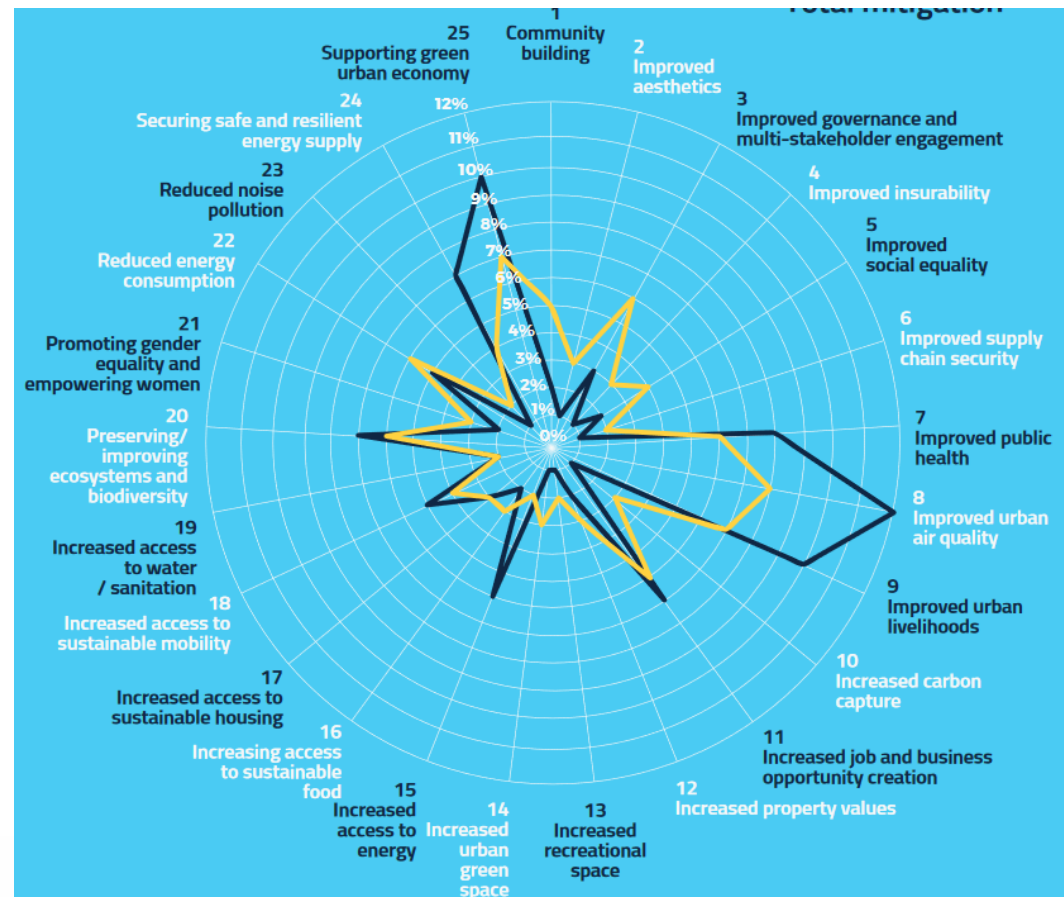 Total mitigation
1
Community
building
2
Improved
aesthetics
3
Improved governance and
multi-stakeholder engagement
4
Improved insurability
5
Improved
social equality
6
Improved supply
chain security
7
Improved public
health
8
Improved urban
air quality
9
Improved urban
livelihoods
10
Increased carbon
capture
11
Increased job and business
opportunity creation
12
Increased property values
13
Increased
recreational
space
14
Increased
urban
green
space
15
Increased
access to
energy
16
Increasing access
to sustainable
food
17
Increased access to
sustainable housing
18
Increased access to
sustainable mobility
19
Increased access
to water
/ sanitation
20
Preserving/
improving
ecosystems and
biodiversity
21
Promoting gender
equality and
empowering women
22
Reduced energy
consumption
23
Reduced noise
pollution
24
Securing safe and resilient
energy supply
25
Supporting green
urban economy
12%
11%
10%
9%
8%
7%
6%
5%
4%
3%
2%
1%
0%